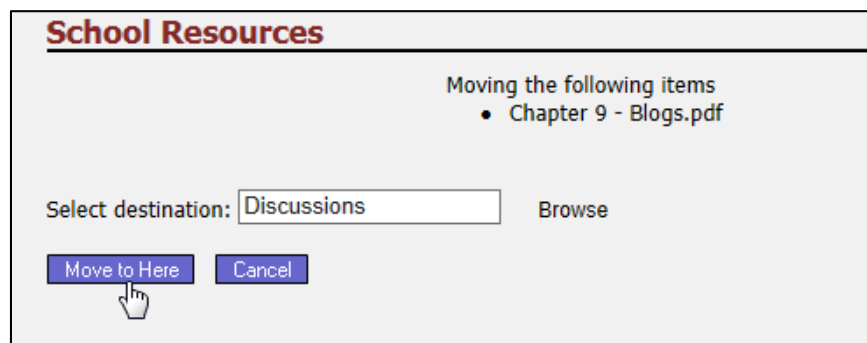 School Resources
Moving the following items
• Chapter 9 - Blogs.pdf
Select destination: Discussions Browse
Move to Here Cancel